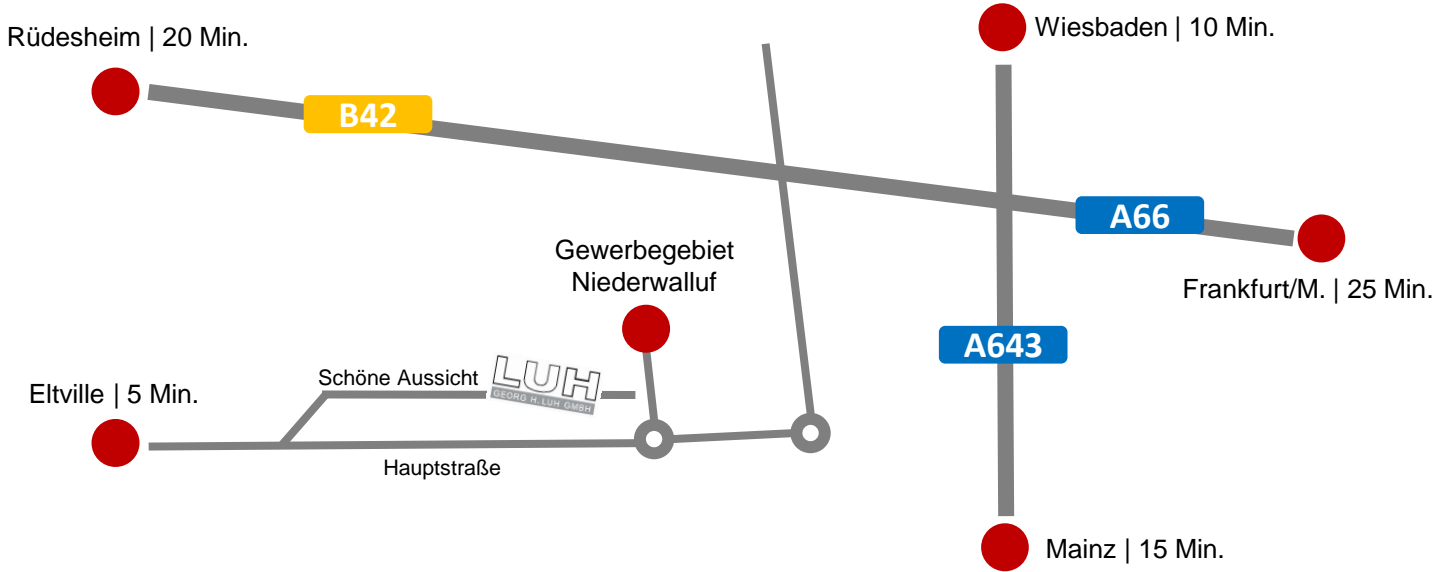 Rüdesheim | 20 Min.
Wiesbaden | 10 Min.
B42
A66
Gewerbegebiet
Niederwalluf
Frankfurt/M. | 25 Min.
A643
Schöne Aussicht
LUH
GEORG H. LUH GMBH
Eltville | 5 Min.
Hauptstraße
Mainz | 15 Min.